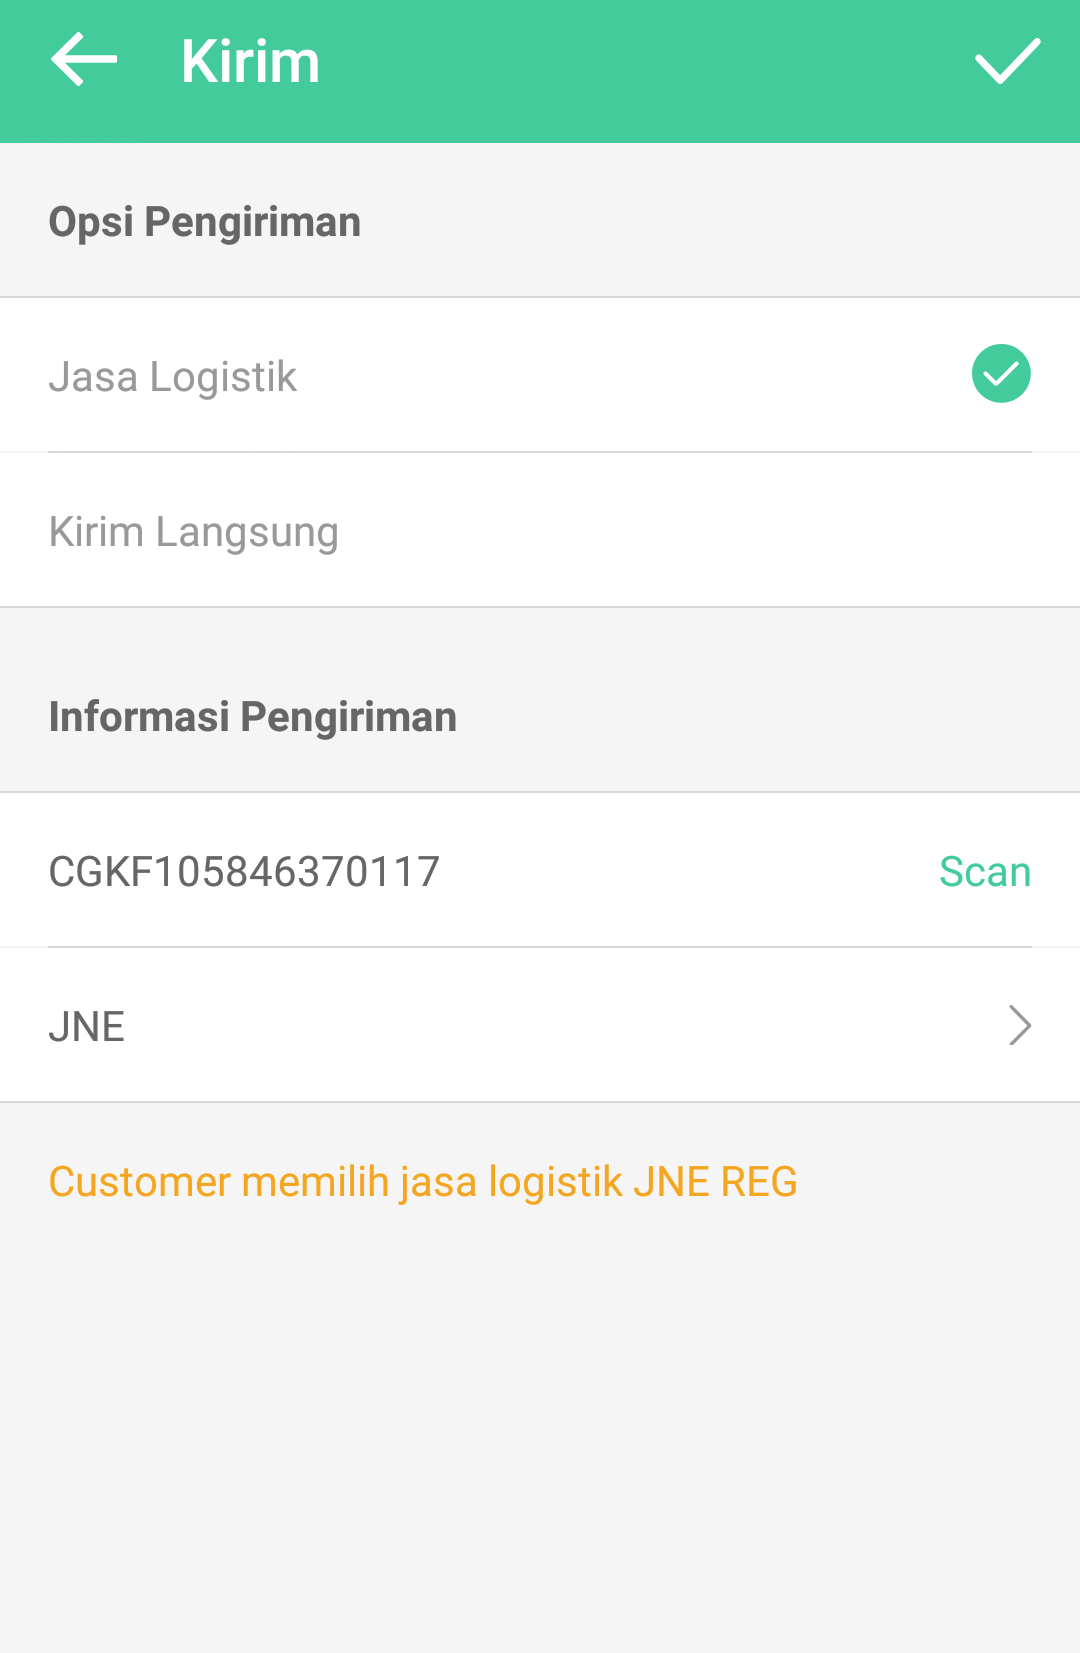 Kirim
Opsi Pengiriman
Jasa Logistik
Kirim Langsung
Informasi Pengiriman
CGKF105846370117 Scan
JNE
Customer memilih jasa logistik JNE REG